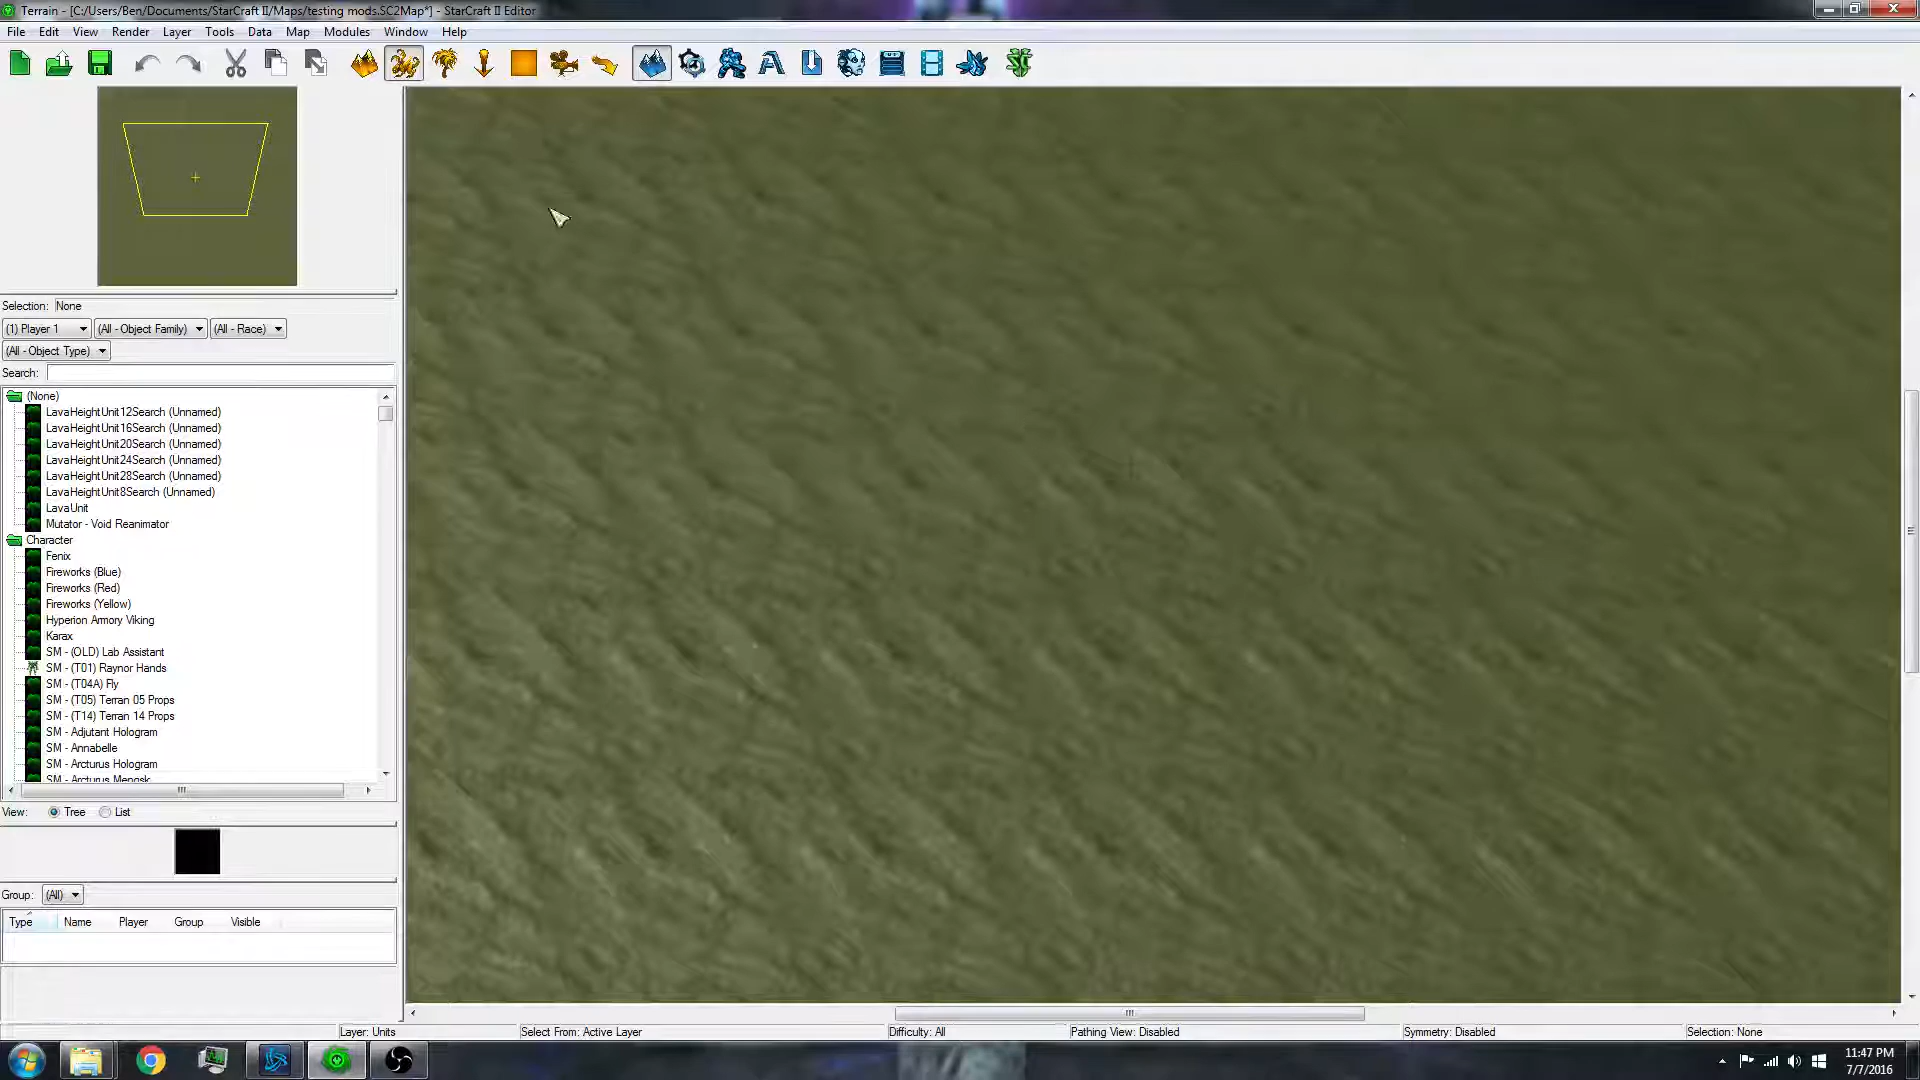 Terrain - [C:/Users/Ben/Documents/StarCraft II/Maps/testing mods.SC2Map*] - StarCraft II Editor
File Edit View Render Layer Tools Data Map Modules Window Help
Selection: None
(1) Player 1 (All - Object Family) (All - Race)
(All - Object Type)
Search:
(None)
LavaHeightUnit12Search (Unnamed)
LavaHeightUnit16Search (Unnamed)
LavaHeightUnit20Search (Unnamed)
LavaHeightUnit24Search (Unnamed)
LavaHeightUnit28Search (Unnamed)
LavaHeightUnit8Search (Unnamed)
LavaUnit
Mutator - Void Reanimator
Character
Fenix
Fireworks (Blue)
Fireworks (Red)
Fireworks (Yellow)
Hyperion Armory Viking
Karax
SM - (OLD) Lab Assistant
SM - (T01) Raynor Hands
SM - (T04A) Fly
SM - (T05) Terran 05 Props
SM - (T14) Terran 14 Props
SM - Adjutant Hologram
SM - Annabelle
SM - Arcturus Hologram
SM - Arcturus Mengsk
View: Tree List
Group: (All)
Type Name Player Group Visible
Layer: Units Select From: Active Layer Difficulty: All Pathing View: Disabled Symmetry: Disabled Selection: None
11:47 PM
7/7/2016